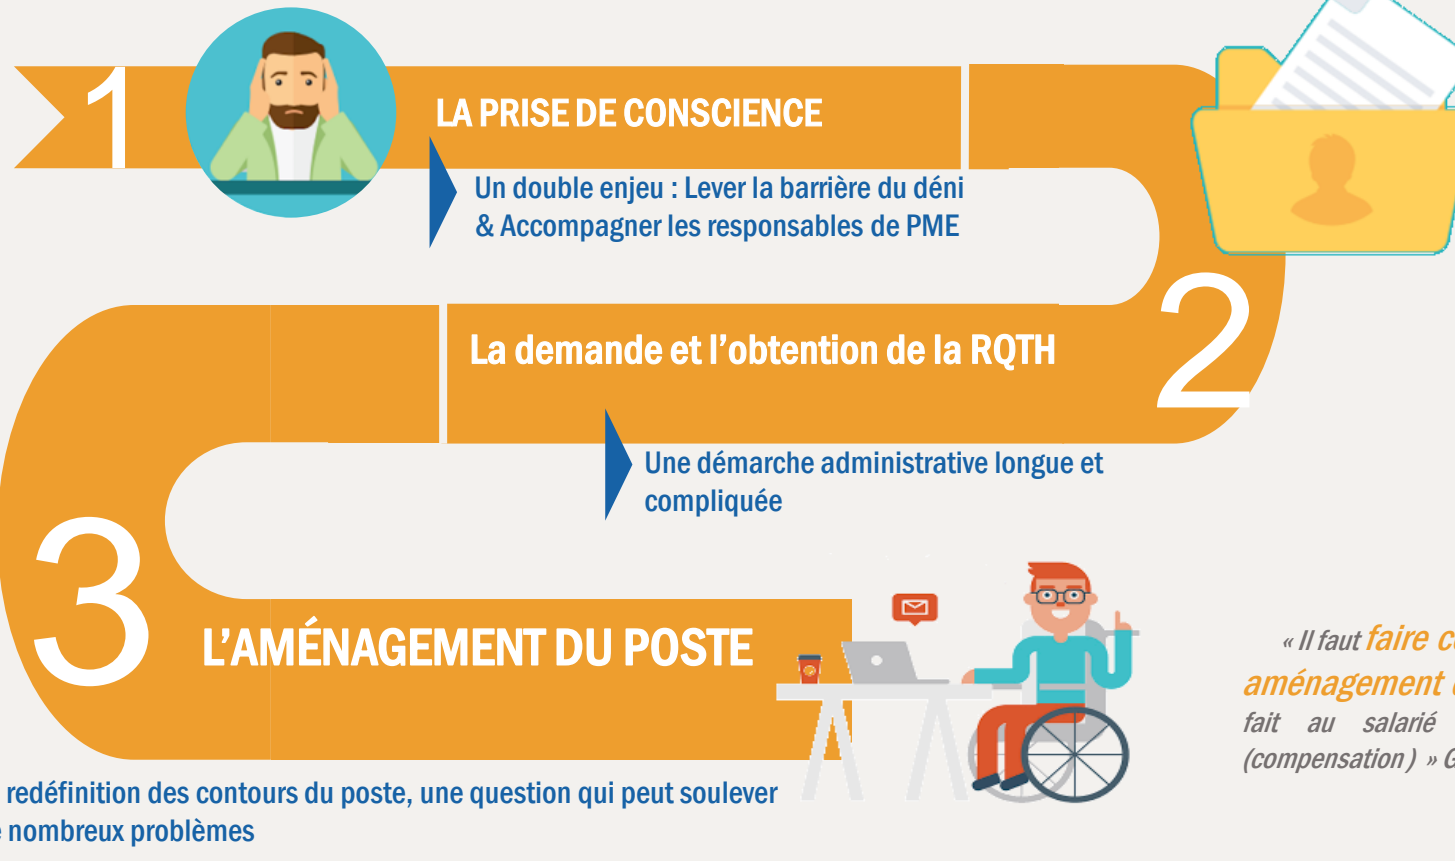 1
LA PRISE DE CONSCIENCE
Un double enjeu : Lever la barrière du déni
& Accompagner les responsables de PME
2
La demande et l'obtention de la RQTH
Une démarche administrative longue et
compliquée
3
L'AMÉNAGEMENT DU POSTE
« Il faut faire
aménagement
fait au salarié
(compensation) »
redéfinition des contours du poste, une question qui peut soulever
nombreux problèmes